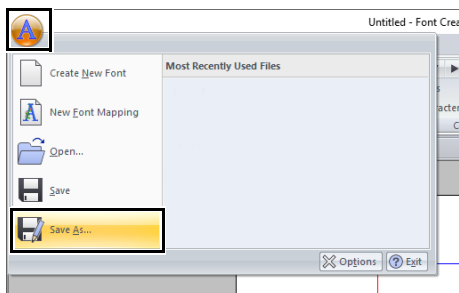 Untitled - Font Crea
Create New Font
New Font Mapping
Open...
Save
Save As...
Most Recently Used Files
Options
Exit